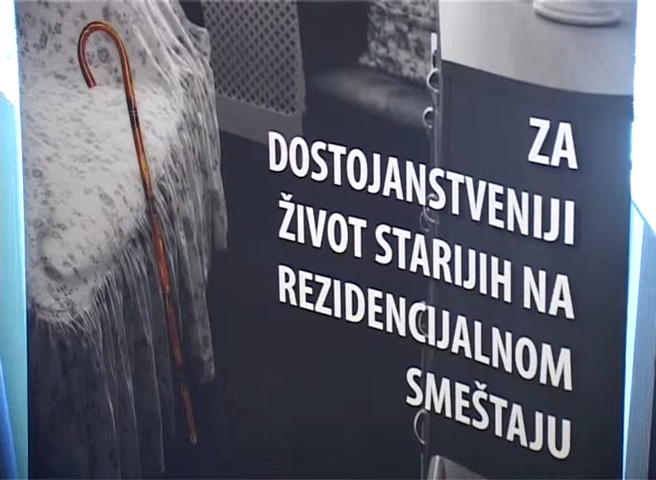 ZA
DOSTOJANSTVENIJI
ŽIVOT STARIJIH NA
REZIDENCIJALNOM
SMEŠTAJU